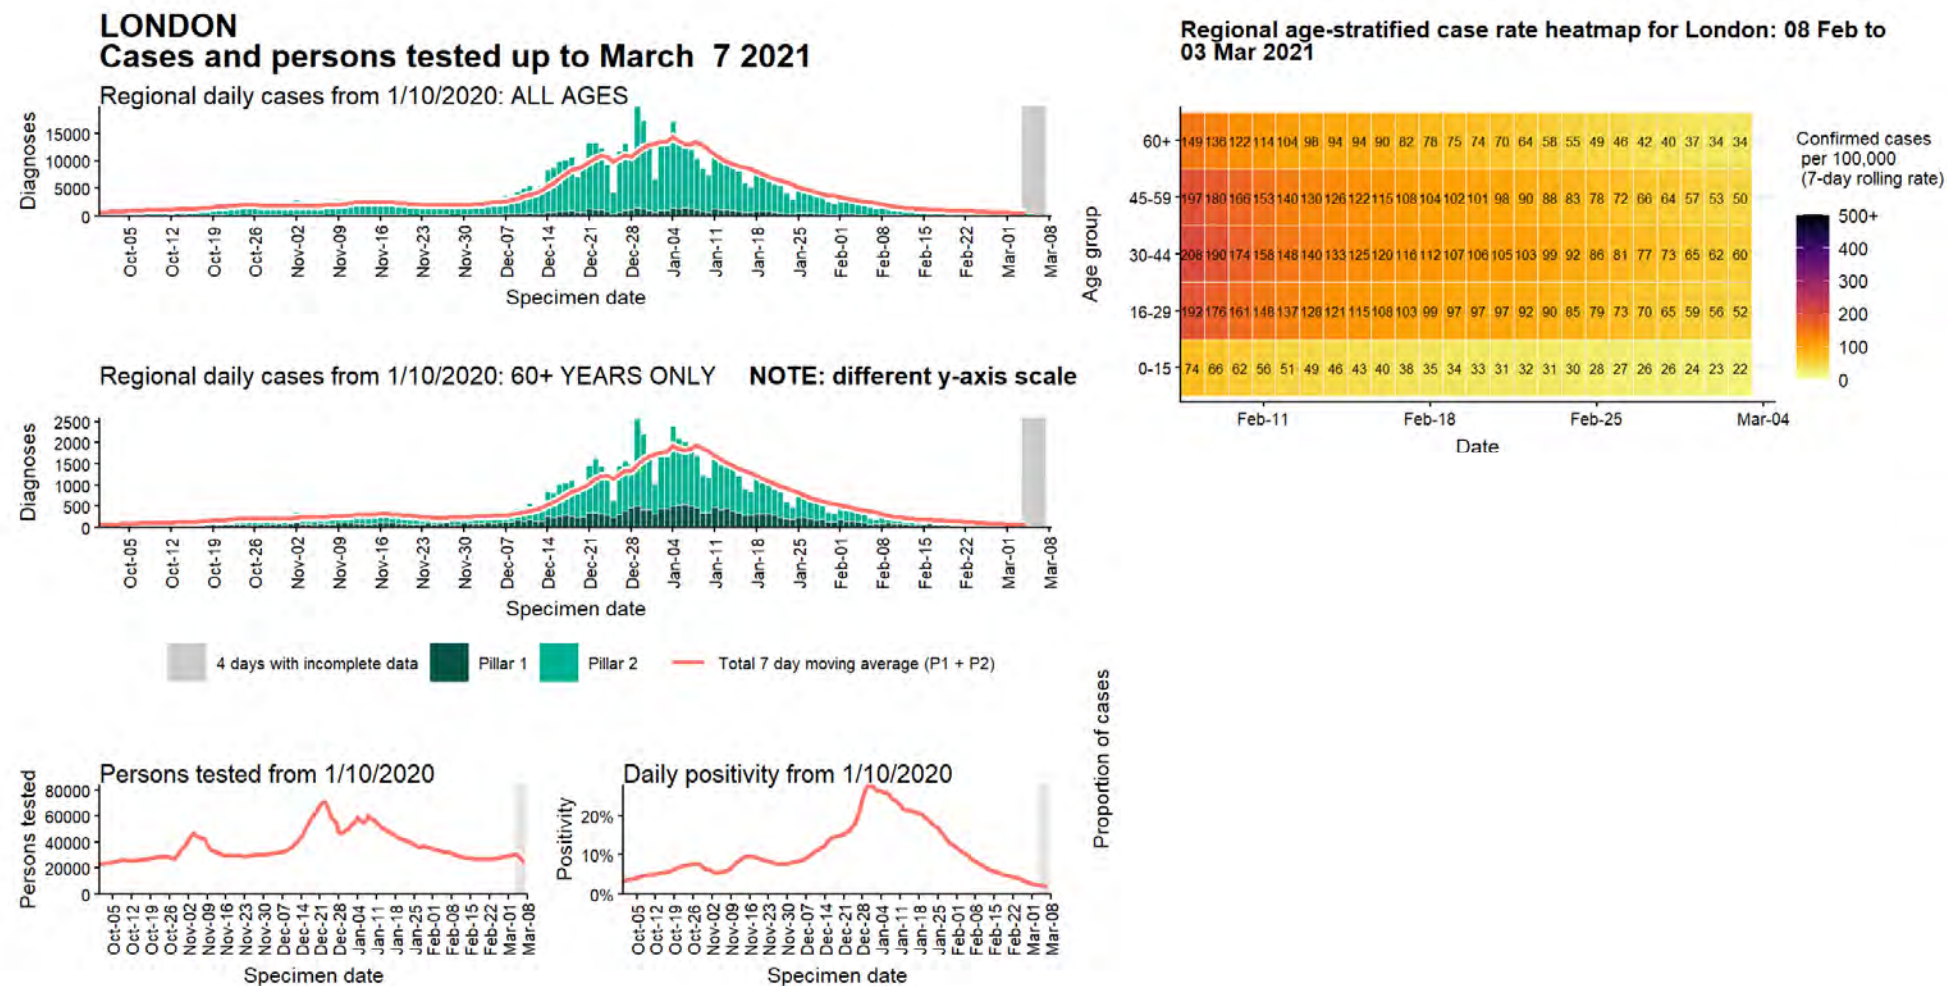 LONDON
Cases and persons tested up to March 7 2021
Regional daily cases from 1/10/2020: ALL AGES
Diagnoses
15000
10000
5000
0
Oct-05 Oct-12 Oct-19 Oct-26 Nov-02 Nov-09 Nov-16 Nov-23 Nov-30 Dec-07 Dec-14 Dec-21 Dec-28 Jan-04 Jan-11 Jan-18 Jan-25 Feb-01 Feb-08 Feb-15 Feb-22 Mar-01 Mar-08
Specimen date
Regional daily cases from 1/10/2020: 60+ YEARS ONLY NOTE: different y-axis scale
Diagnoses
2500
2000
1500
1000
500
0
Oct-05 Oct-12 Oct-19 Oct-26 Nov-02 Nov-09 Nov-16 Nov-23 Nov-30 Dec-07 Dec-14 Dec-21 Dec-28 Jan-04 Jan-11 Jan-18 Jan-25 Feb-01 Feb-08 Feb-15 Feb-22 Mar-01 Mar-08
Specimen date
4 days with incomplete data Pillar 1 Pillar 2 Total 7 day moving average (P1 + P2)
Persons tested from 1/10/2020
Persons tested
80000
60000
40000
20000
0
Oct-05 Oct-12 Oct-19 Oct-26 Nov-02 Nov-09 Nov-16 Nov-23 Nov-30 Dec-07 Dec-14 Dec-21 Dec-28 Jan-04 Jan-11 Jan-18 Jan-25 Feb-01 Feb-08 Feb-15 Feb-22 Mar-01 Mar-08
Specimen date
Daily positivity from 1/10/2020
Positivity
20%
10%
0%
Oct-05 Oct-12 Oct-19 Oct-26 Nov-02 Nov-09 Nov-16 Nov-23 Nov-30 Dec-07 Dec-14 Dec-21 Dec-28 Jan-04 Jan-11 Jan-18 Jan-25 Feb-01 Feb-08 Feb-15 Feb-22 Mar-01 Mar-08
Specimen date
Regional age-stratified case rate heatmap for London: 08 Feb to
03 Mar 2021
Age group
60+ 149 136 122 114 104 98 94 94 90 82 78 75 74 70 64 58 55 49 46 42 40 37 34 34
45-59 197 180 166 153 140 130 126 122 115 108 104 102 101 98 90 88 83 78 72 66 64 57 53 50
30-44 208 190 174 158 148 140 133 125 120 116 112 107 106 105 103 99 92 86 81 77 73 65 62 60
16-29 192 176 161 148 137 128 121 115 108 103 99 97 97 97 92 90 85 79 73 70 65 59 56 52
0-15 74 66 62 56 51 49 46 43 40 38 35 34 33 31 32 31 30 28 27 26 26 24 23 22
Feb-11 Feb-18 Feb-25 Mar-04
Date
Confirmed cases
per 100,000
(7-day rolling rate)
500+
400
300
200
100
0
Proportion of cases